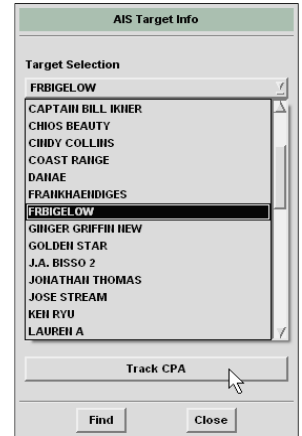 AIS Target Info
Target Selection
FRBIGELOW
CAPTAIN BILL IKNER
CHIOS BEAUTY
CINDY COLLINS
COAST RANGE
DANAE
FRANKHAENDIGES
FRBIGELOW
GINGER GRIFFIN NEW
GOLDEN STAR
J.A. BISSO 2
JONATHAN THOMAS
JOSE STREAM
KEN RYU
LAUREN A
Track CPA
Find
Close